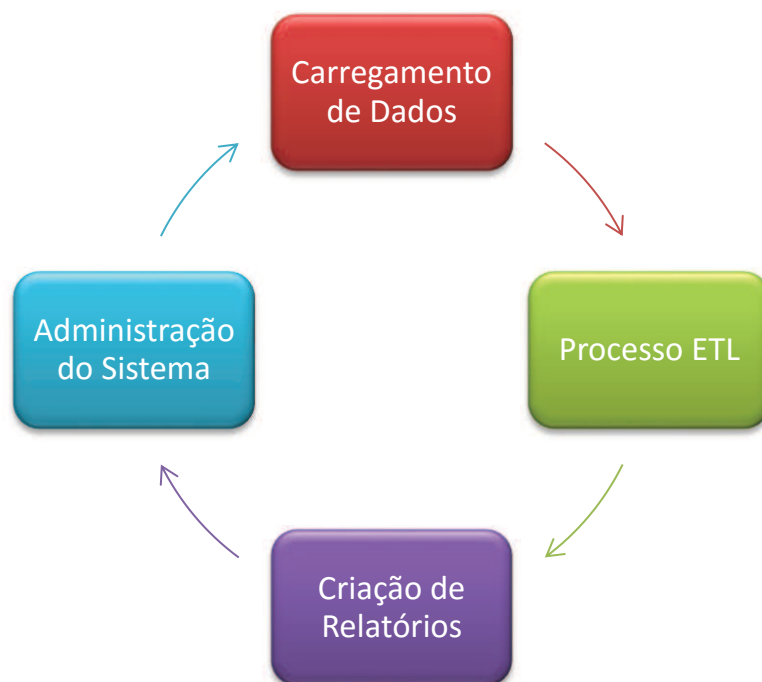 Carregamento
de Dados
Administração
do Sistema
Processo ETL
Criação de
Relatórios